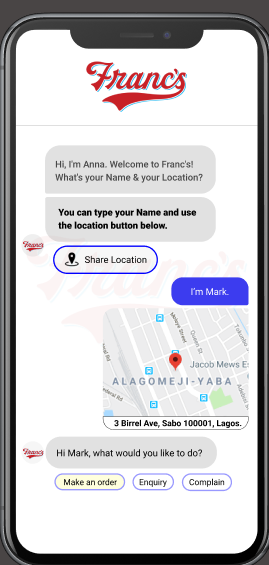 Franc's
Hi, I'm Anna. Welcome to Franc's!
What's your Name & your Location?
You can type your Name and use
the location button below.
Franc's
Share Location
Franc's
I'm Mark.
Jacob Mews E
ALAGOMEJI-YABA
3 Birrel Ave, Sabo 100001, Lagos.
Franc's
Hi Mark, what would you like to do?
Make an order
Enquiry
Complain